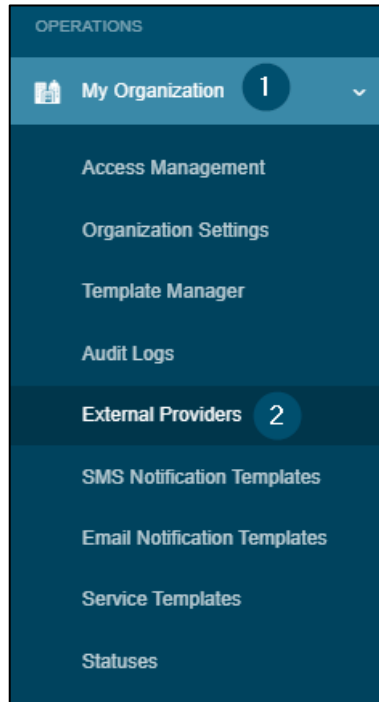 OPERATIONS
My Organization 1
Access Management
Organization Settings
Template Manager
Audit Logs
External Providers 2
SMS Notification Templates
Email Notification Templates
Service Templates
Statuses